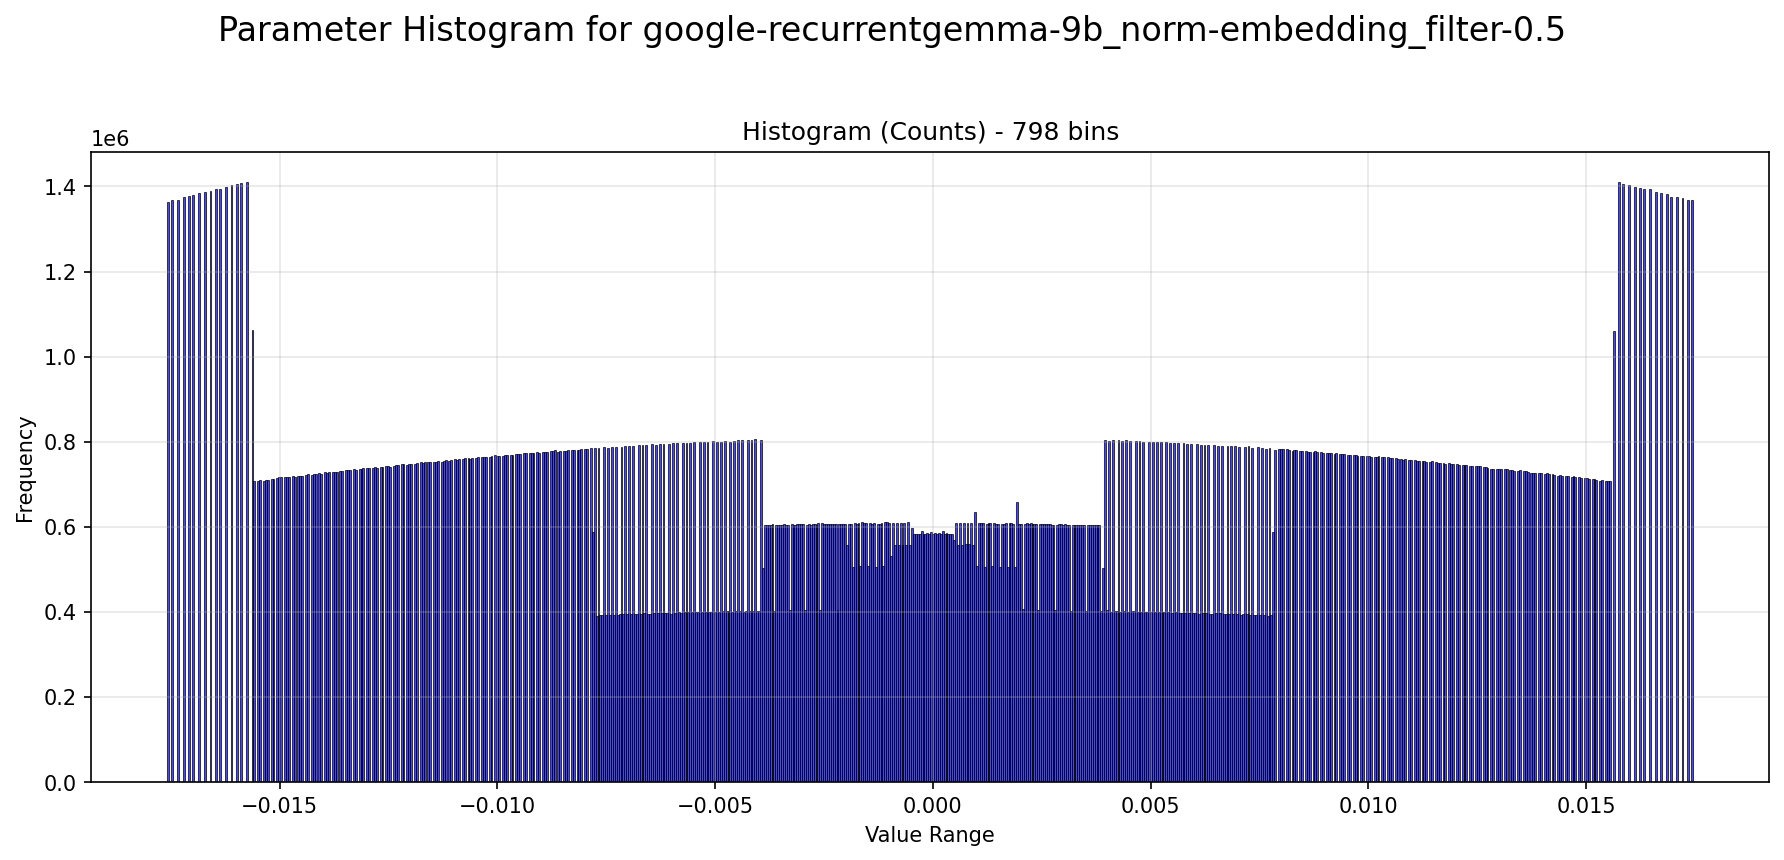 Parameter Histogram for google-recurrentgemma-9b_norm-embedding_filter-0.5
Histogram (Counts) - 798 bins
1e6
1.4
1.2
1.0
0.8
0.6
0.4
0.2
0.0
Frequency
−0.015 −0.010 −0.005 0.000 0.005 0.010 0.015
Value Range